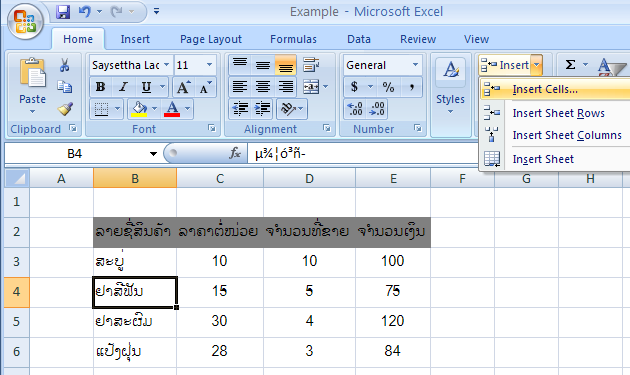 Example - Microsoft Excel
Home Insert Page Layout Formulas Data Review View
Saysettha Lao 11 General Insert
Paste B I U A A A $ % , Styles Σ
Insert Cells...
Clipboard Font Alignment Number
Insert Sheet Rows
Insert Sheet Columns
Insert Sheet
B4 fx µ¾¦ó³ñ-
A B C D E F G H
1
2 ລາຍຊື່ສິນຄ້າ ລາຄາຕໍ່ໜ່ວຍ ຈຳນວນທີ່ຂາຍ ຈຳນວນເງິນ
3 ສະບູ່ 10 10 100
4 ຢາສີຟັນ 15 5 75
5 ຢາສະຜົມ 30 4 120
6 ແປ້ງຝຸ່ນ 28 3 84